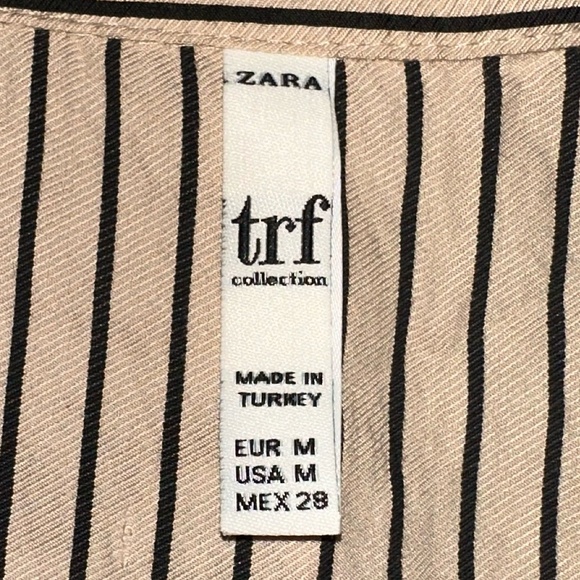 ZARA
trf
collection
MADE IN
TURKEY
EUR M
USA M
MEX 28